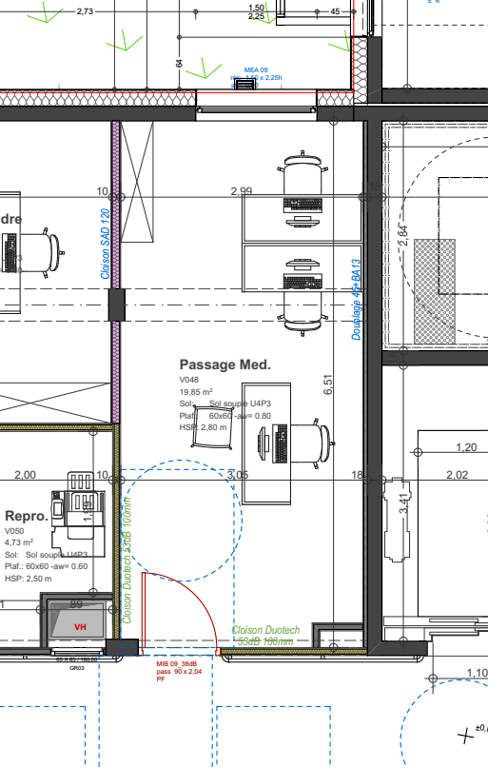 2,73
1,50
2,25
45
64
MEA 09
10
2,99
dre
Cloison SAD 120
2,84
Doublage 45+BA13
Passage Med.
V048
19,85 m²
Sol: Sol souple U4P3
Plaf.: 60x60 -aw= 0.80
HSP: 2,80 m
6,51
1,20
2,00
10
3,05
18
2,02
Repro.
V050
4,73 m²
Sol: Sol souple U4P3
Plaf.: 60x60 -aw= 0.60
HSP: 2,50 m
3,41
Cloison Duotech 53dB 100mm
89
VH
Cloison Duotech
53dB 100mm
GR03
MIB 09_38dB
pass 90 x 2,04
PF
1,10